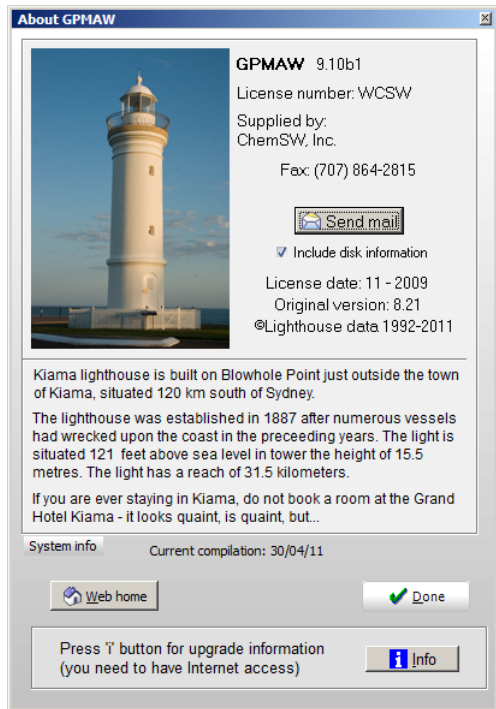 About GPMAW
GPMAW 9.10b1
License number: WCSW
Supplied by:
ChemSW, Inc.
Fax: (707) 864-2815
Send mail
Include disk information
License date: 11 - 2009
Original version: 8.21
©Lighthouse data 1992-2011
Kiama lighthouse is built on Blowhole Point just outside the town
of Kiama, situated 120 km south of Sydney.
The lighthouse was established in 1887 after numerous vessels
had wrecked upon the coast in the preceeding years. The light is
situated 121 feet above sea level in tower the height of 15.5
metres. The light has a reach of 31.5 kilometers.
If you are ever staying in Kiama, do not book a room at the Grand
Hotel Kiama - it looks quaint, is quaint, but...
System info
Current compilation: 30/04/11
Web home
Done
Press 'i' button for upgrade information
(you need to have Internet access)
i Info